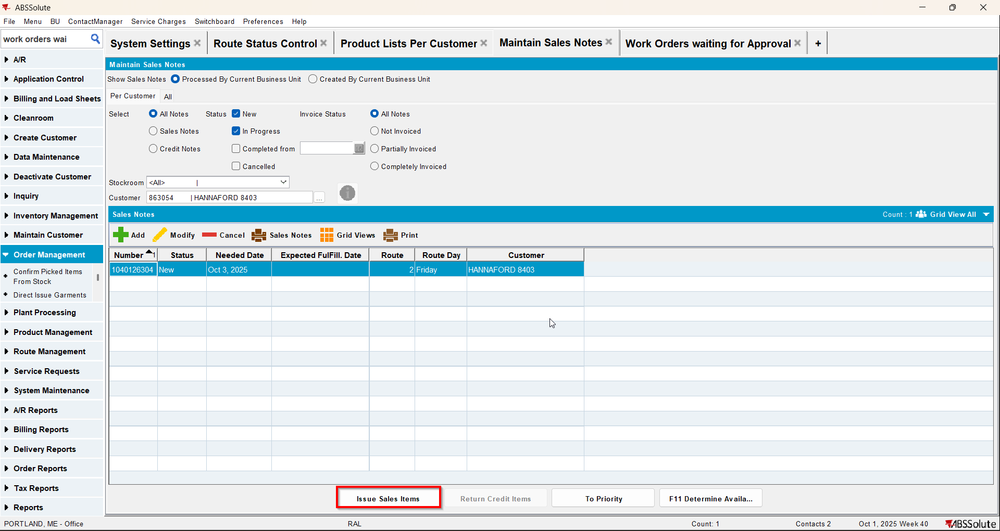 ABSSolute
File Menu BU ContactManager Service Charges Switchboard Preferences Help
work orders wai
System Settings Route Status Control Product Lists Per Customer Maintain Sales Notes Work Orders waiting for Approval +
A/R
Application Control
Billing and Load Sheets
Cleanroom
Create Customer
Data Maintenance
Deactivate Customer
Inquiry
Inventory Management
Maintain Customer
Order Management
Confirm Picked Items
From Stock
Direct Issue Garments
Plant Processing
Product Management
Route Management
Service Requests
System Maintenance
A/R Reports
Billing Reports
Delivery Reports
Order Reports
Tax Reports
Reports
Maintain Sales Notes
Show Sales Notes Processed By Current Business Unit Created By Current Business Unit
Per Customer All
Select All Notes Status New Invoice Status All Notes
Sales Notes In Progress Not Invoiced
Credit Notes Completed from 16 Partially Invoiced
Cancelled Completely Invoiced
Stockroom <All> |
Customer 863054 | HANNAFORD 8403 ...
Sales Notes Count : 1 Grid View All
Add Modify Cancel Sales Notes Grid Views Print
Number 1 Status Needed Date Expected FulFill. Date Route Route Day Customer
1040126304 New Oct 3, 2025 2 Friday HANNAFORD 8403
Issue Sales Items Return Credit Items To Priority F11 Determine Availa...
PORTLAND, ME - Office RAL Count: 1 Contacts 2 Oct 1, 2025 Week 40 ABSSolute